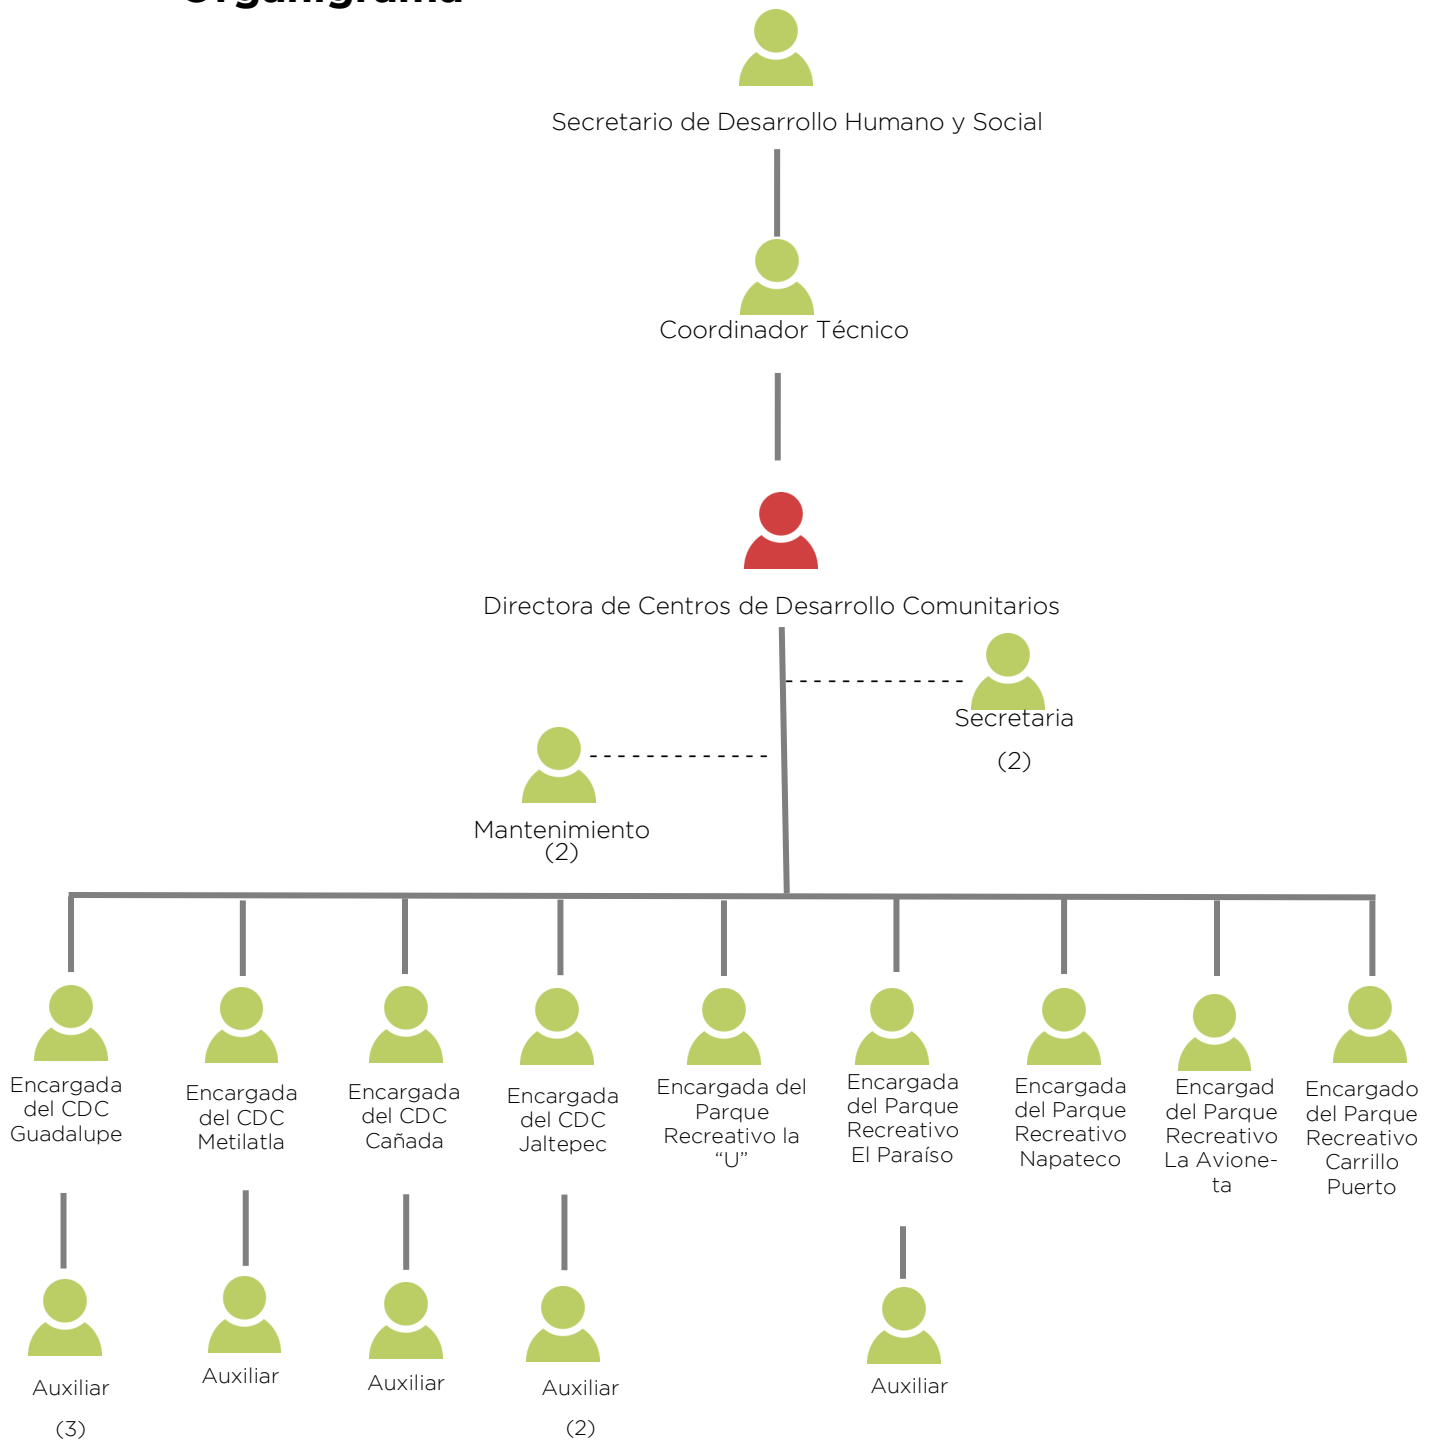 Organigrama
Secretario de Desarrollo Humano y Social
Coordinador Técnico
Directora de Centros de Desarrollo Comunitarios
Secretaria
(2)
Mantenimiento
(2)
Encargada
del CDC
Guadalupe
Encargada
del CDC
Metilatla
Encargada
del CDC
Cañada
Encargada
del CDC
Jaltepec
Encargada del
Parque
Recreativo la
“U”
Encargada
del Parque
Recreativo
El Paraíso
Encargada
del Parque
Recreativo
Napateco
Encargad
del Parque
Recreativo
La Avione-
ta
Encargado
del Parque
Recreativo
Carrillo
Puerto
Auxiliar
(3)
Auxiliar
Auxiliar
Auxiliar
(2)
Auxiliar